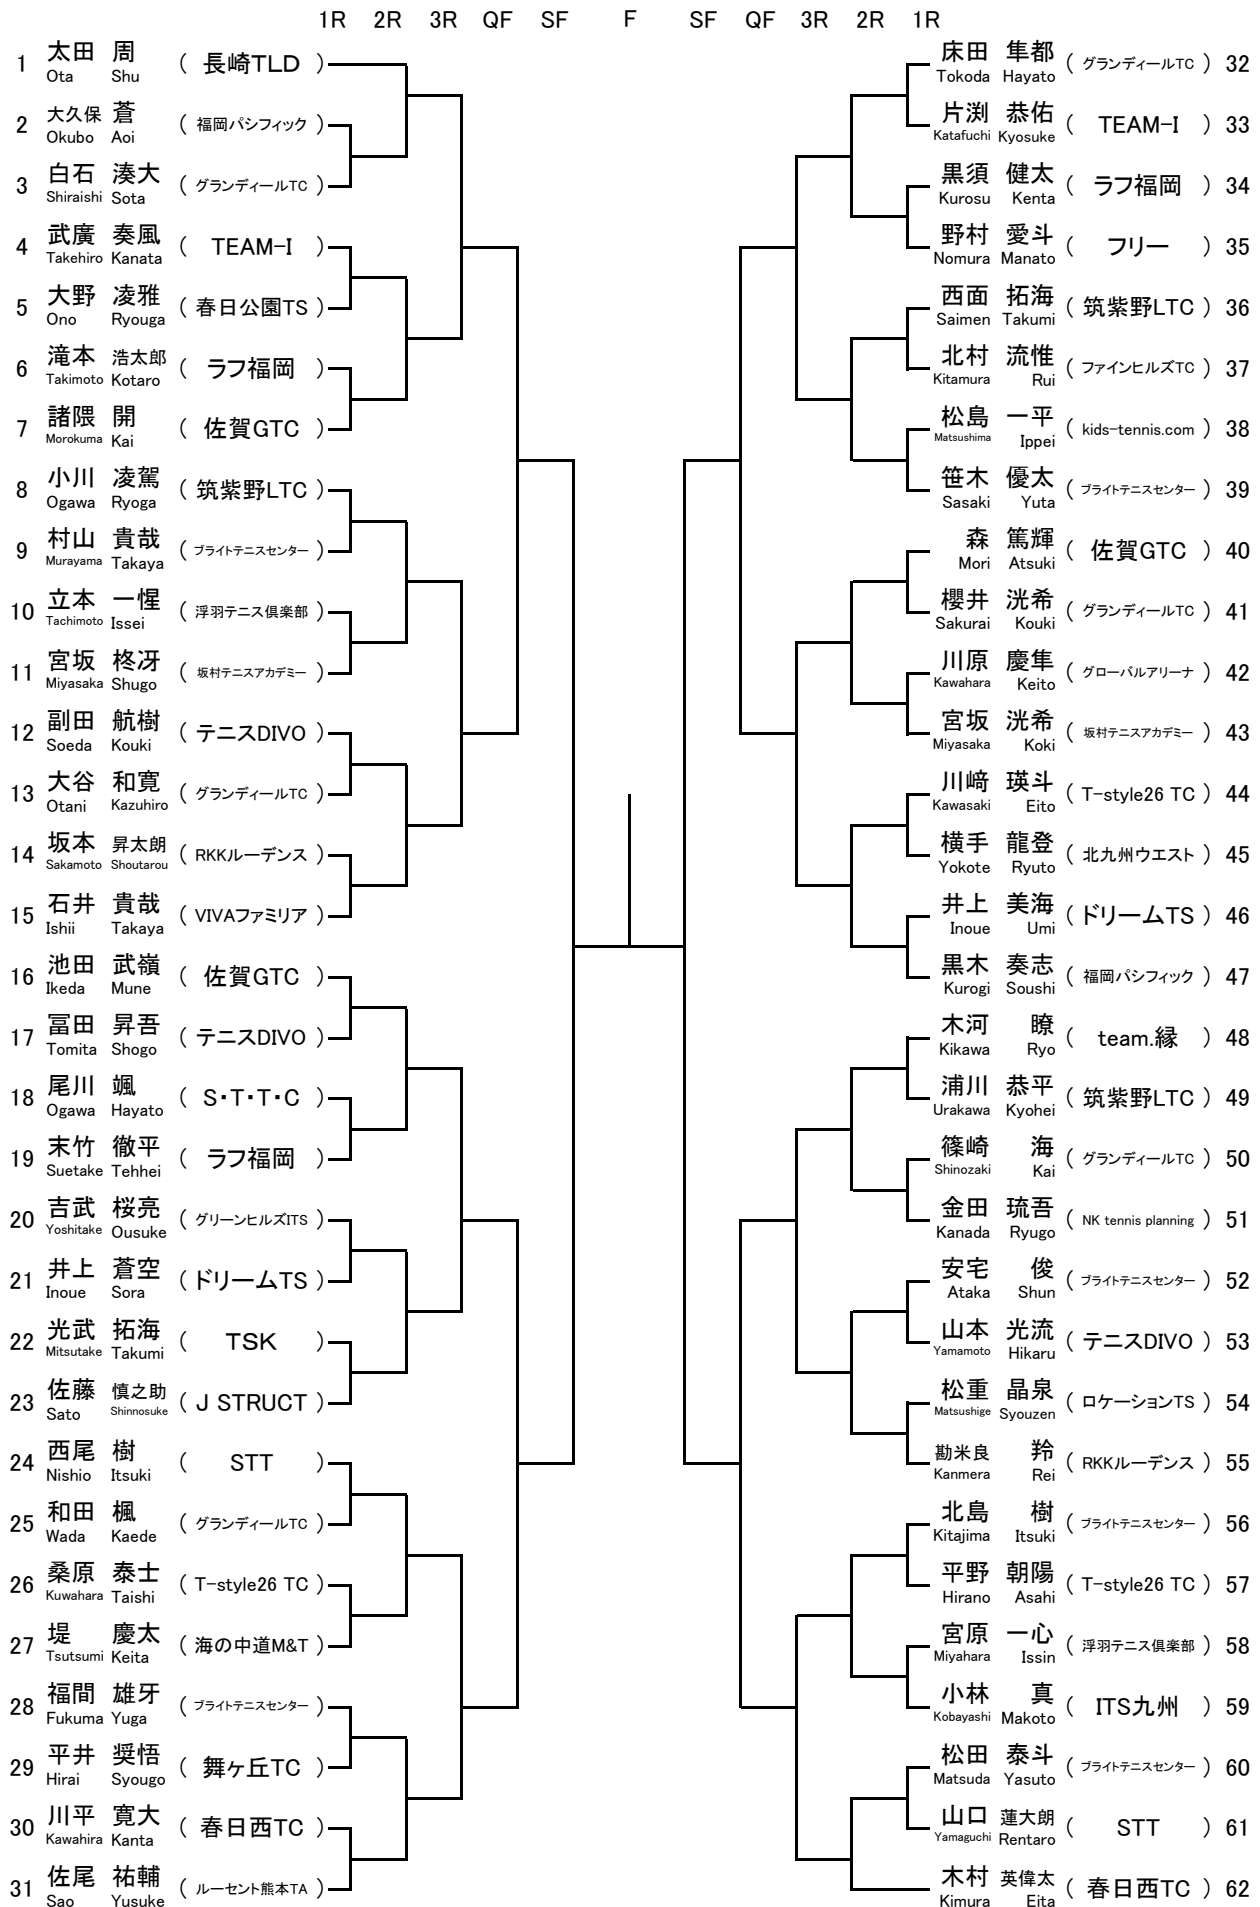 1R 2R 3R QF SF F SF QF 3R 2R 1R
1 太田 周 ( 長崎TLD )
Ota Shu
2 大久保 蒼 ( 福岡パシフィック )
Okubo Aoi
3 白石 湊大 ( グランディールTC )
Shiraishi Sota
4 武廣 奏風 ( TEAM-I )
Takehiro Kanata
5 大野 凌雅 ( 春日公園TS )
Ono Ryouga
6 滝本 浩太郎 ( ラフ福岡 )
Takimoto Kotaro
7 諸隈 開 ( 佐賀GTC )
Morokuma Kai
8 小川 凌駕 ( 筑紫野LTC )
Ogawa Ryoga
9 村山 貴哉 ( ブライトテニスセンター )
Murayama Takaya
10 立本 一惺 ( 浮羽テニス倶楽部 )
Tachimoto Issei
11 宮坂 柊冴 ( 坂村テニスアカデミー )
Miyasaka Shugo
12 副田 航樹 ( テニスDIVO )
Soeda Kouki
13 大谷 和寛 ( グランディールTC )
Otani Kazuhiro
14 坂本 昇太朗 ( RKKルーデンス )
Sakamoto Shoutarou
15 石井 貴哉 ( VIVAファミリア )
Ishii Takaya
16 池田 武嶺 ( 佐賀GTC )
Ikeda Mune
17 冨田 昇吾 ( テニスDIVO )
Tomita Shogo
18 尾川 颯 ( S・T・T・C )
Ogawa Hayato
19 末竹 徹平 ( ラフ福岡 )
Suetake Tehhei
20 吉武 桜亮 ( グリーンヒルズITS )
Yoshitake Ousuke
21 井上 蒼空 ( ドリームTS )
Inoue Sora
22 光武 拓海 ( TSK )
Mitsutake Takumi
23 佐藤 慎之助 ( J STRUCT )
Sato Shinnosuke
24 西尾 樹 ( STT )
Nishio Itsuki
25 和田 楓 ( グランディールTC )
Wada Kaede
26 桑原 泰士 ( T-style26 TC )
Kuwahara Taishi
27 堤 慶太 ( 海の中道M&T )
Tsutsumi Keita
28 福間 雄牙 ( ブライトテニスセンター )
Fukuma Yuga
29 平井 奨悟 ( 舞ヶ丘TC )
Hirai Syougo
30 川平 寛大 ( 春日西TC )
Kawahira Kanta
31 佐尾 祐輔 ( ルーセント熊本TA )
Sao Yusuke
床田 隼都 ( グランディールTC ) 32
Tokoda Hayato
片渕 恭佑 ( TEAM-I ) 33
Katafuchi Kyosuke
黒須 健太 ( ラフ福岡 ) 34
Kurosu Kenta
野村 愛斗 ( フリー ) 35
Nomura Manato
西面 拓海 ( 筑紫野LTC ) 36
Saimen Takumi
北村 流惟 ( ファインヒルズTC ) 37
Kitamura Rui
松島 一平 ( kids-tennis.com ) 38
Matsushima Ippei
笹木 優太 ( ブライトテニスセンター ) 39
Sasaki Yuta
森 篤輝 ( 佐賀GTC ) 40
Mori Atsuki
櫻井 洸希 ( グランディールTC ) 41
Sakurai Kouki
川原 慶隼 ( グローバルアリーナ ) 42
Kawahara Keito
宮坂 洸希 ( 坂村テニスアカデミー ) 43
Miyasaka Koki
川﨑 瑛斗 ( T-style26 TC ) 44
Kawasaki Eito
横手 龍登 ( 北九州ウエスト ) 45
Yokote Ryuto
井上 美海 ( ドリームTS ) 46
Inoue Umi
黒木 奏志 ( 福岡パシフィック ) 47
Kurogi Soushi
木河 瞭 ( team.縁 ) 48
Kikawa Ryo
浦川 恭平 ( 筑紫野LTC ) 49
Urakawa Kyohei
篠崎 海 ( グランディールTC ) 50
Shinozaki Kai
金田 琉吾 ( NK tennis planning ) 51
Kanada Ryugo
安宅 俊 ( ブライトテニスセンター ) 52
Ataka Shun
山本 光流 ( テニスDIVO ) 53
Yamamoto Hikaru
松重 晶泉 ( ロケーションTS ) 54
Matsushige Syouzen
勘米良 羚 ( RKKルーデンス ) 55
Kanmera Rei
北島 樹 ( ブライトテニスセンター ) 56
Kitajima Itsuki
平野 朝陽 ( T-style26 TC ) 57
Hirano Asahi
宮原 一心 ( 浮羽テニス倶楽部 ) 58
Miyahara Issin
小林 真 ( ITS九州 ) 59
Kobayashi Makoto
松田 泰斗 ( ブライトテニスセンター ) 60
Matsuda Yasuto
山口 蓮大朗 ( STT ) 61
Yamaguchi Rentaro
木村 英偉太 ( 春日西TC ) 62
Kimura Eita